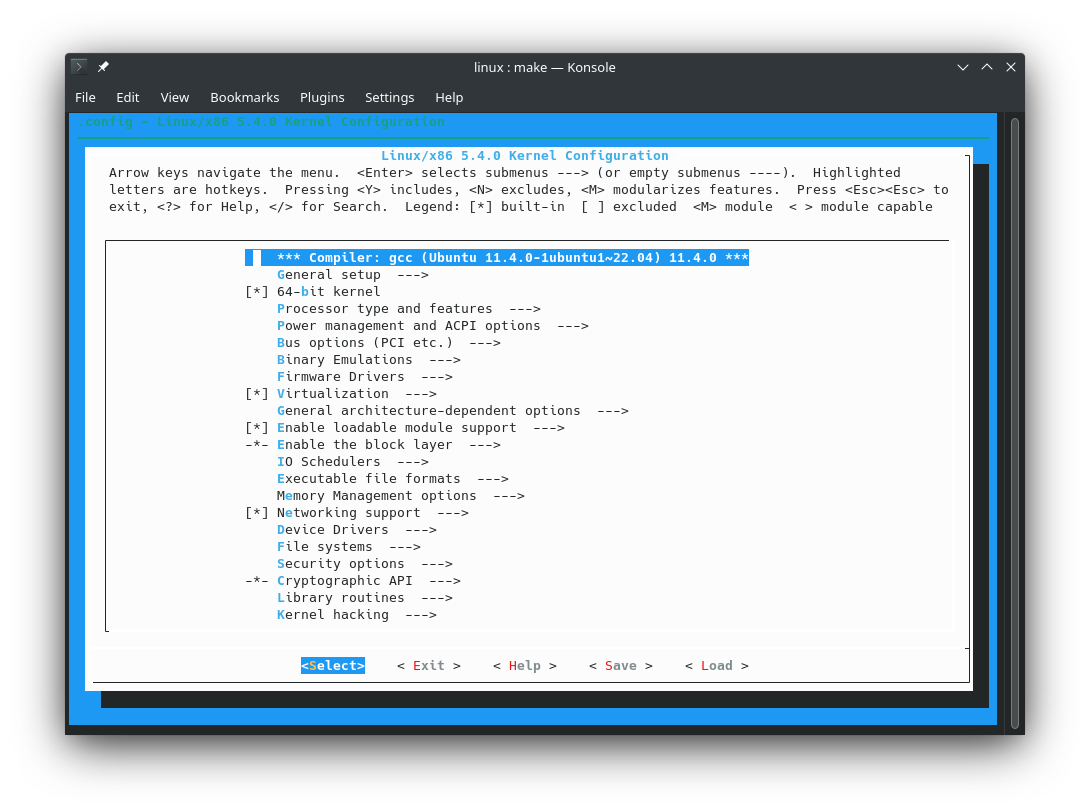 linux : make — Konsole
File Edit View Bookmarks Plugins Settings Help
.config - Linux/x86 5.4.0 Kernel Configuration
Linux/x86 5.4.0 Kernel Configuration
Arrow keys navigate the menu.  <Enter> selects submenus ---> (or empty submenus ----).  Highlighted
letters are hotkeys.  Pressing <Y> includes, <N> excludes, <M> modularizes features.  Press <Esc><Esc> to
exit, <?> for Help, </> for Search.  Legend: [*] built-in  [ ] excluded  <M> module  < > module capable
*** Compiler: gcc (Ubuntu 11.4.0-1ubuntu1~22.04) 11.4.0 ***
General setup  --->
[*] 64-bit kernel
Processor type and features  --->
Power management and ACPI options  --->
Bus options (PCI etc.)  --->
Binary Emulations  --->
Firmware Drivers  --->
[*] Virtualization  --->
General architecture-dependent options  --->
[*] Enable loadable module support  --->
-*- Enable the block layer  --->
IO Schedulers  --->
Executable file formats  --->
Memory Management options  --->
[*] Networking support  --->
Device Drivers  --->
File systems  --->
Security options  --->
-*- Cryptographic API  --->
Library routines  --->
Kernel hacking  --->
<Select>    < Exit >    < Help >    < Save >    < Load >